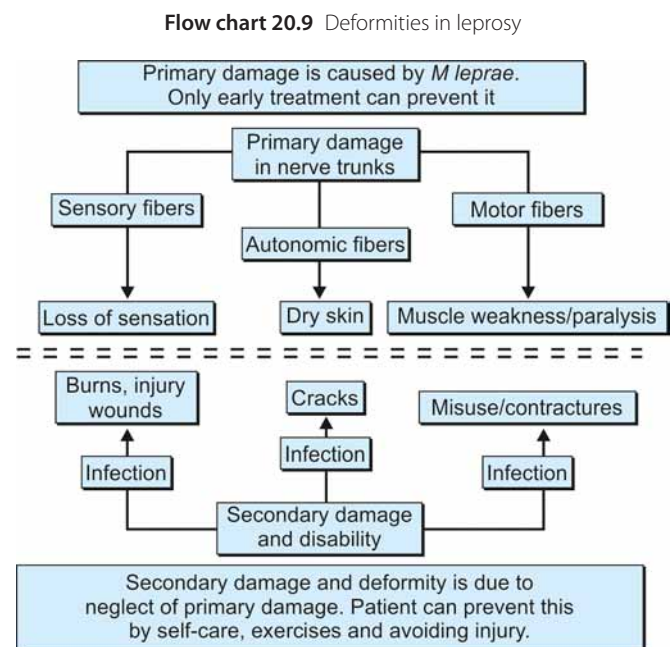 Flow chart 20.9 Deformities in leprosy
Primary damage is caused by M leprae.
Only early treatment can prevent it
Primary damage
in nerve trunks
Sensory fibers
Autonomic fibers
Motor fibers
Loss of sensation
Dry skin
Muscle weakness/paralysis
Burns, injury
wounds
Cracks
Misuse/contractures
Infection
Infection
Infection
Secondary damage
and disability
Secondary damage and deformity is due to
neglect of primary damage. Patient can prevent this
by self-care, exercises and avoiding injury.